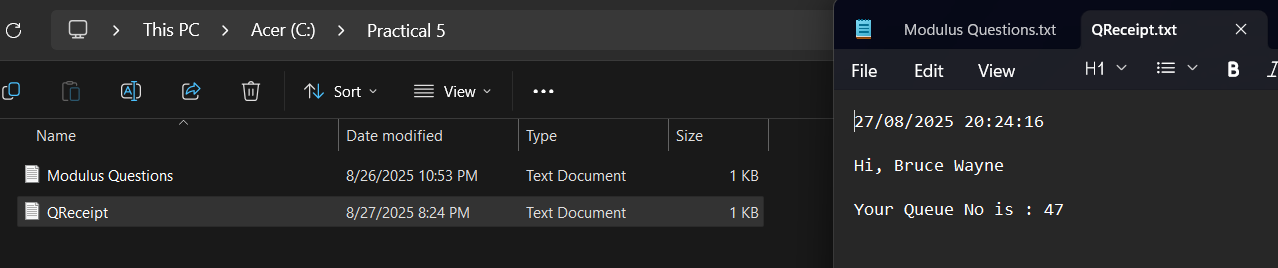 This PC > Acer (C:) > Practical 5
Sort
View
Name Date modified Type Size
Modulus Questions 8/26/2025 10:53 PM Text Document 1 KB
QReceipt 8/27/2025 8:24 PM Text Document 1 KB
Modulus Questions.txt QReceipt.txt
File Edit View H1 B I
27/08/2025 20:24:16
Hi, Bruce Wayne
Your Queue No is : 47